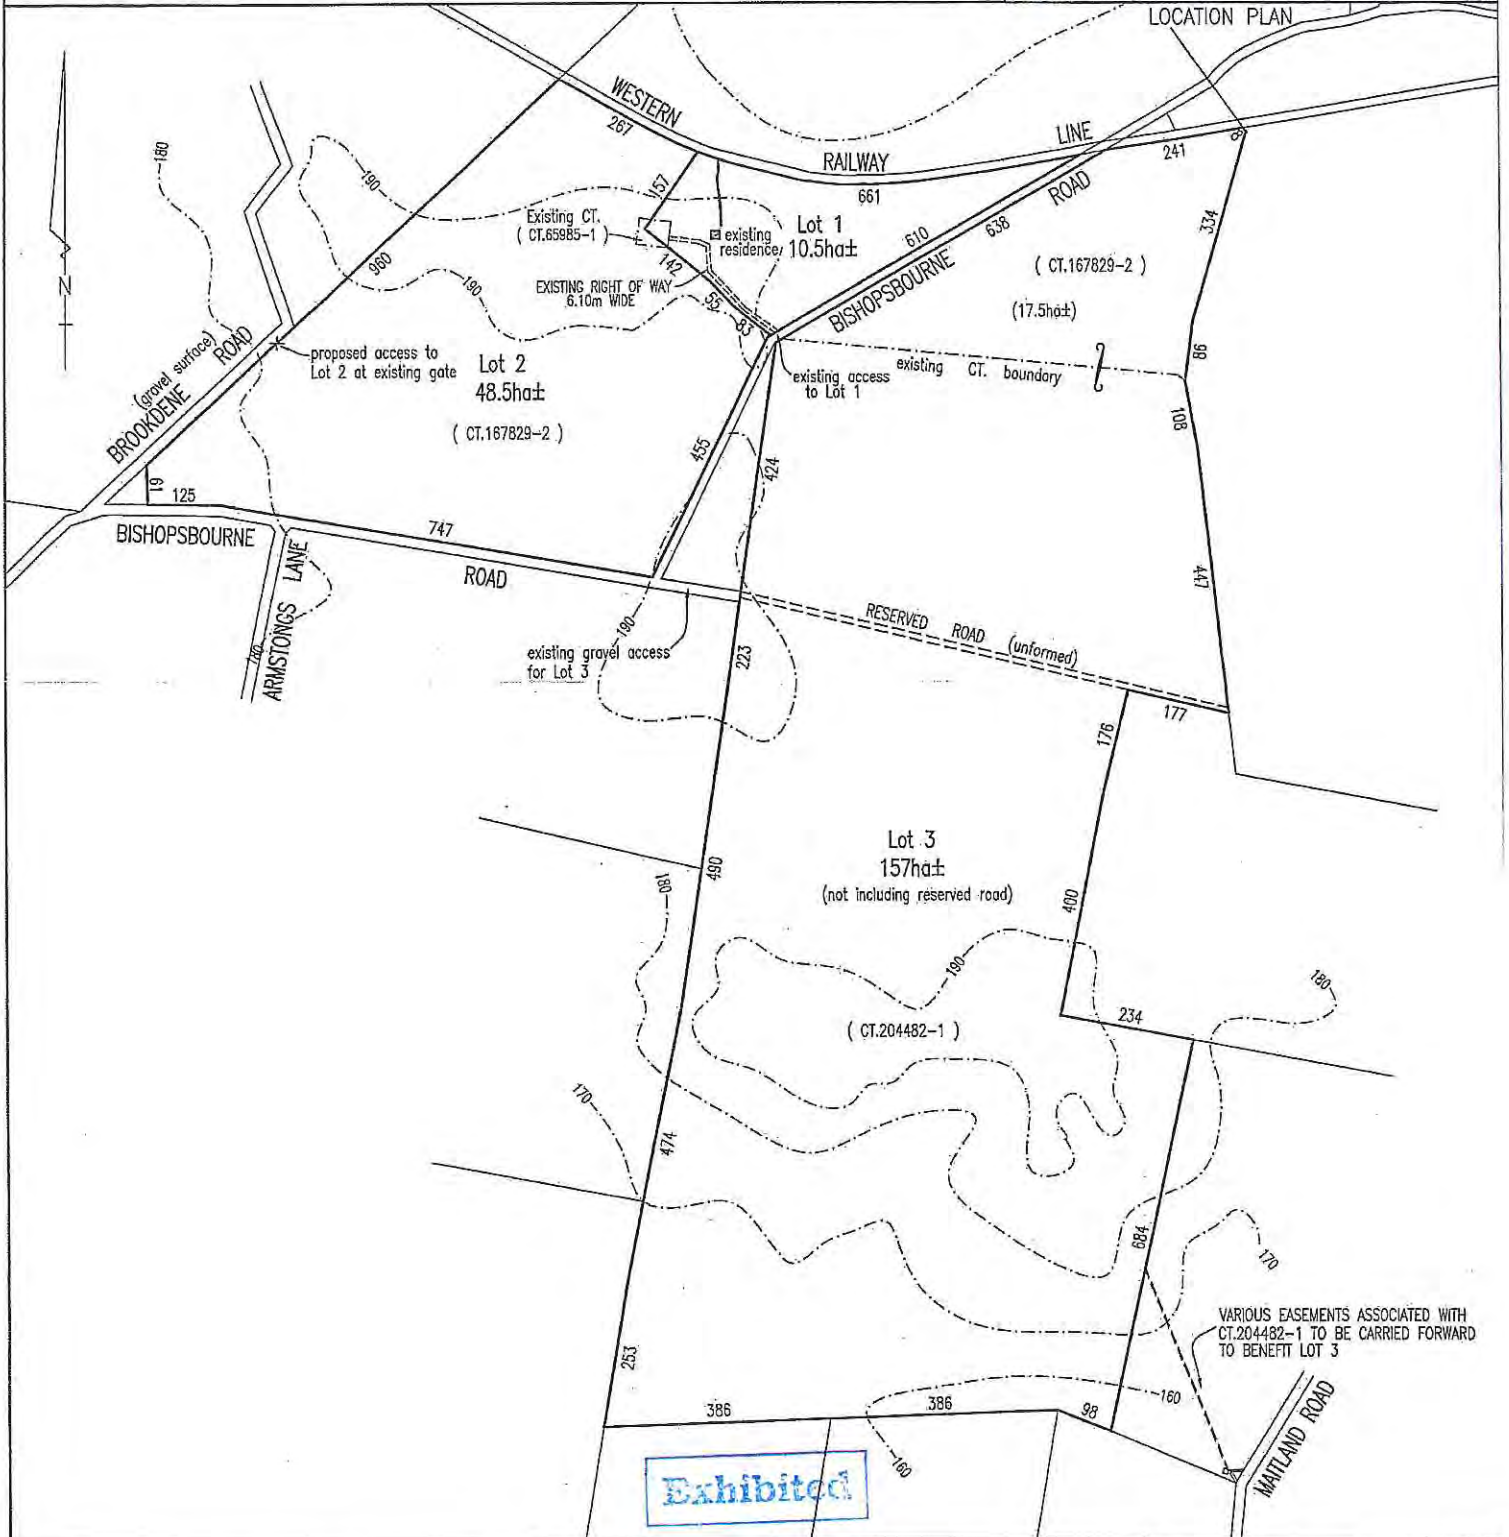 LOCATION PLAN
WESTERN
267
RAILWAY
LINE
661
241
8
ROAD
610
638
BISHOPSBOURNE
334
180
190
157
Existing CT.
( CT.65985-1 )
existing
residence
Lot 1
10.5ha±
( CT.167829-2 )
(17.5ha±)
N
960
190
142
EXISTING RIGHT OF WAY
6.10m WIDE
55
83
98
proposed access to
Lot 2 at existing gate
Lot 2
48.5ha±
( CT.167829-2 )
(gravel surface)
BROOKDENE ROAD
existing access
to Lot 1
existing CT. boundary
108
455
424
61
125
747
BISHOPSBOURNE
ROAD
ARMSTONGS LANE
180
447
RESERVED ROAD (unformed)
190
existing gravel access
for Lot 3
223
177
176
Lot 3
157ha±
(not including reserved road)
490
180
400
190
180
( CT.204482-1 )
234
170
474
684
170
VARIOUS EASEMENTS ASSOCIATED WITH
CT.204482-1 TO BE CARRIED FORWARD
TO BENEFIT LOT 3
253
386
386
98
160
160
MAITLAND ROAD
Exhibited